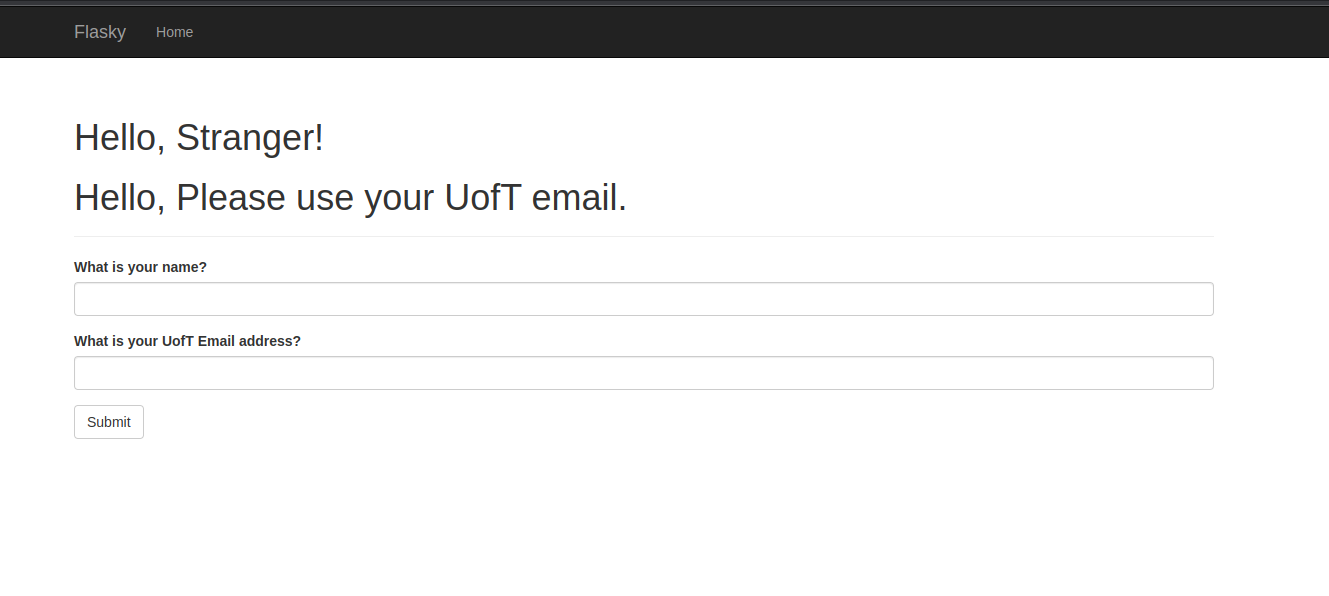 Flasky Home
Hello, Stranger!
Hello, Please use your UofT email.
What is your name?
What is your UofT Email address?
Submit